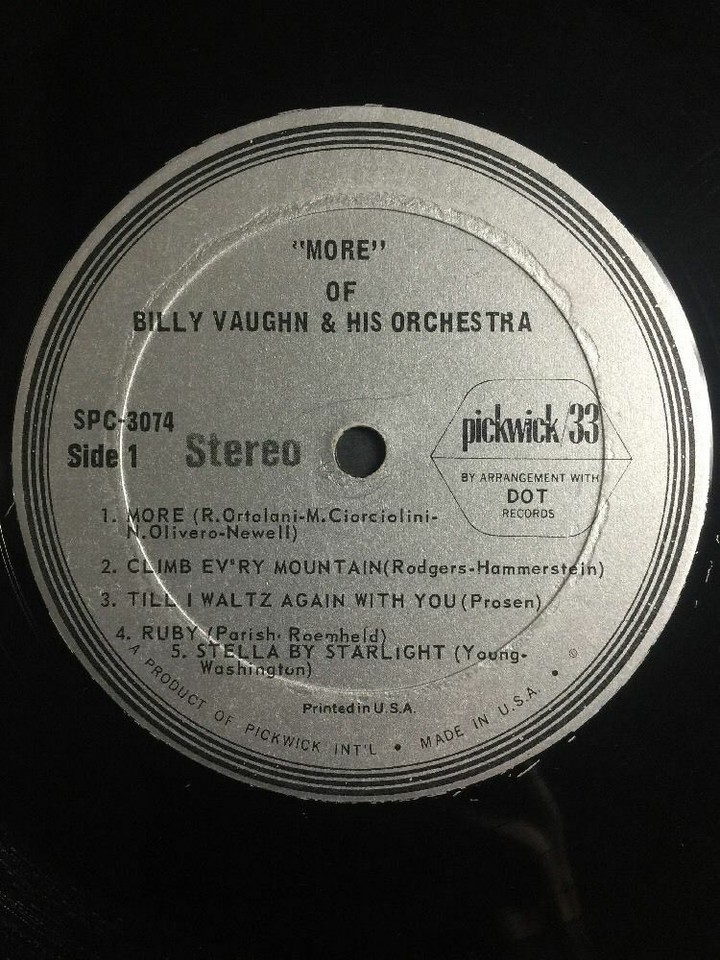 "MORE"
OF
BILLY VAUGHN & HIS ORCHESTRA
SPC-3074
Side 1
Stereo
pickwick/33
BY ARRANGEMENT WITH
DOT
RECORDS
1. MORE (R.Ortolani-M.Ciorciolini-
N.Olivero-Newell)
2. CLIMB EV'RY MOUNTAIN(Rodgers-Hammerstein)
3. TILL I WALTZ AGAIN WITH YOU(Prosen)
4. RUBY (Parish-Roemheld)
5. STELLA BY STARLIGHT (Young-
Washington)
Printed in U.S.A.
A PRODUCT OF PICKWICK INT'L • MADE IN U.S.A. • ®